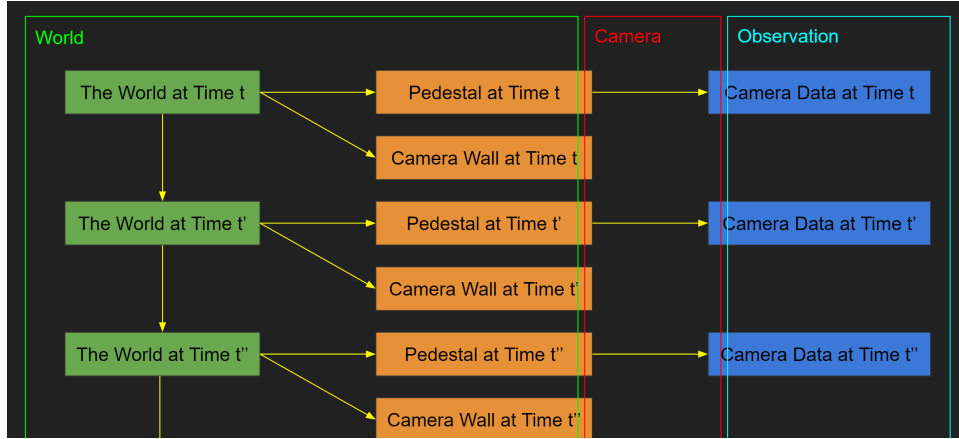 World
Camera
Observation
The World at Time t
Pedestal at Time t
Camera Data at Time t
Camera Wall at Time t
The World at Time t’
Pedestal at Time t’
Camera Data at Time t’
Camera Wall at Time t’
The World at Time t’’
Pedestal at Time t’’
Camera Data at Time t’’
Camera Wall at Time t’’